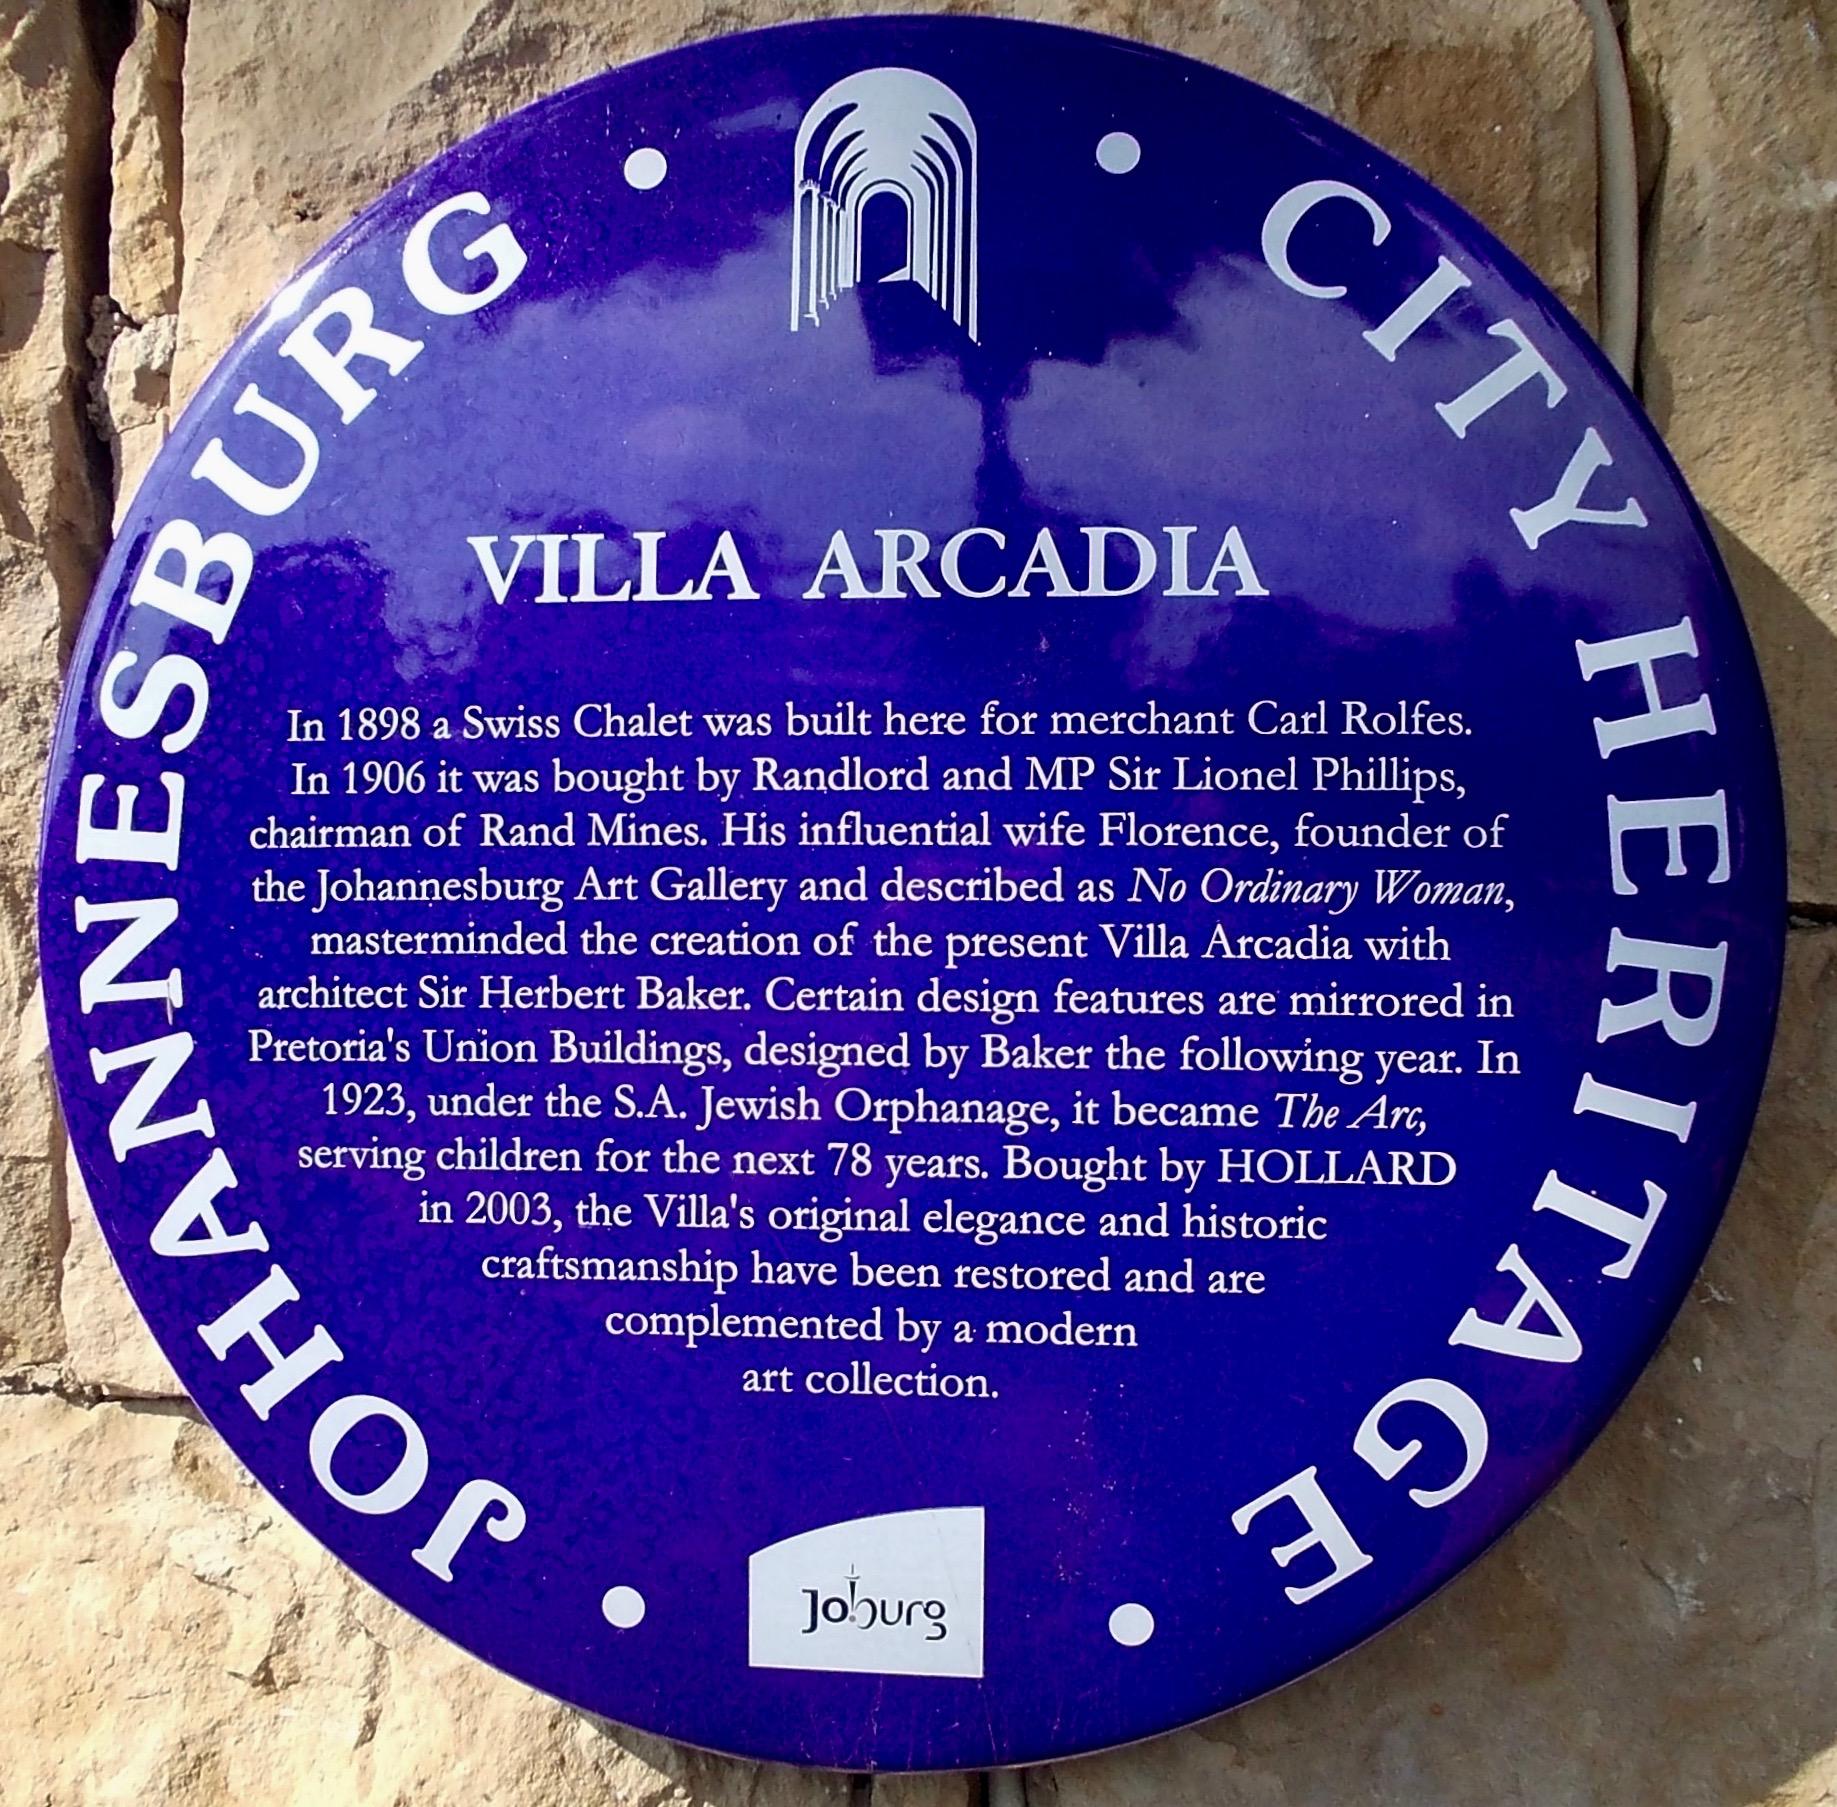 JOHANNESBURG
CITY HERITAGE
VILLA ARCADIA
In 1898 a Swiss Chalet was built here for merchant Carl Rolfes.
In 1906 it was bought by Randlord and MP Sir Lionel Phillips,
chairman of Rand Mines. His influential wife Florence, founder of
the Johannesburg Art Gallery and described as No Ordinary Woman,
masterminded the creation of the present Villa Arcadia with
architect Sir Herbert Baker. Certain design features are mirrored in
Pretoria's Union Buildings, designed by Baker the following year. In
1923, under the S.A. Jewish Orphanage, it became The Arc,
serving children for the next 78 years. Bought by HOLLARD
in 2003, the Villa's original elegance and historic
craftsmanship have been restored and are
complemented by a modern
art collection.
Joburg